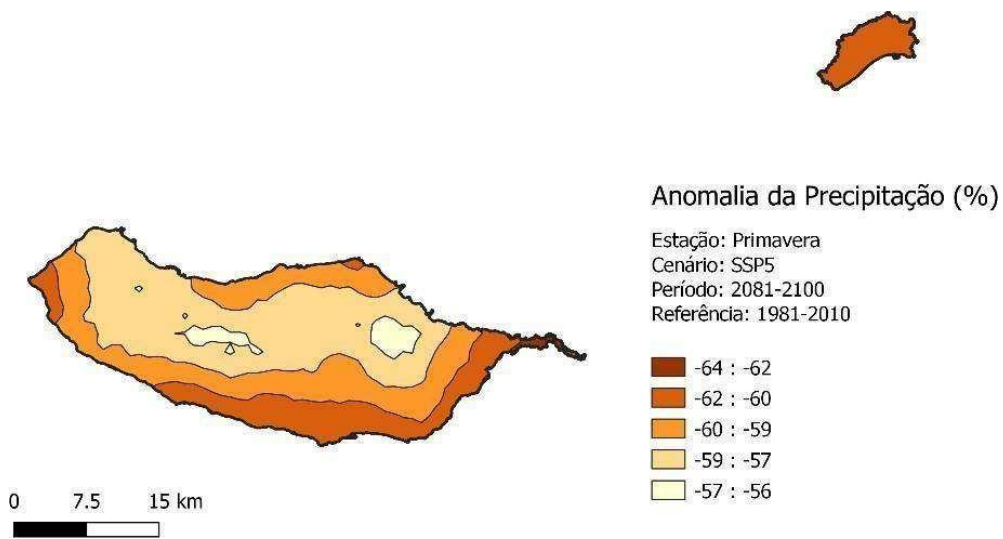 Anomalia da Precipitação (%)
Estação: Primavera
Cenário: SSP5
Período: 2081-2100
Referência: 1981-2010
-64 : -62
-62 : -60
-60 : -59
-59 : -57
-57 : -56
0 7.5 15 km